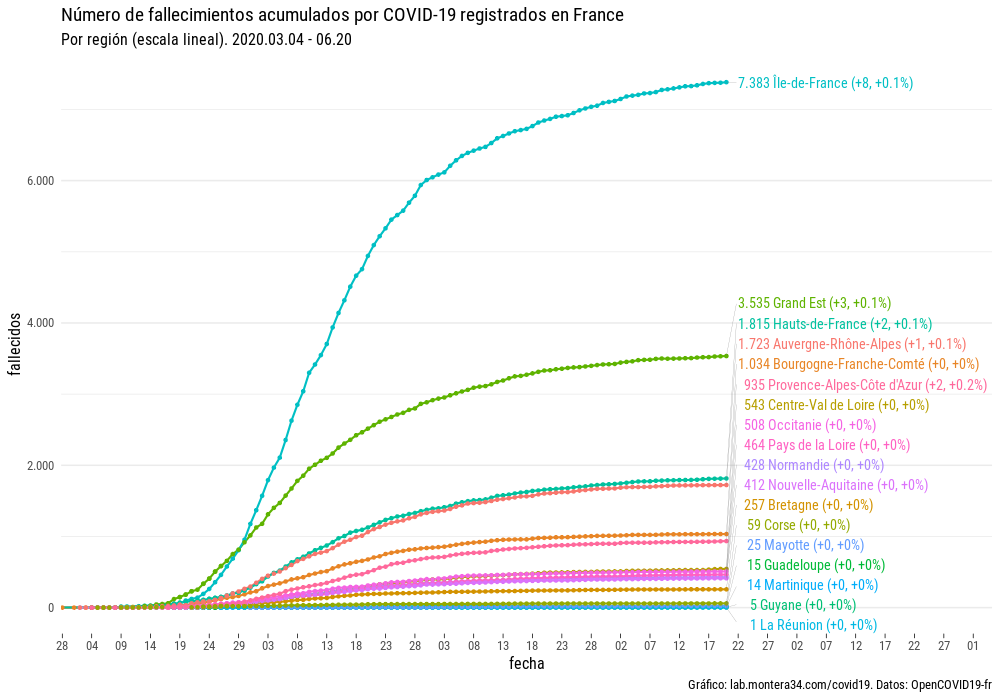 Número de fallecimientos acumulados por COVID-19 registrados en France
Por región (escala lineal). 2020.03.04 - 06.20
7.383 Île-de-France (+8, +0.1%)
6.000
3.535 Grand Est (+3, +0.1%)
4.000
1.815 Hauts-de-France (+2, +0.1%)
1.723 Auvergne-Rhône-Alpes (+1, +0.1%)
1.034 Bourgogne-Franche-Comté (+0, +0%)
935 Provence-Alpes-Côte d'Azur (+2, +0.2%)
543 Centre-Val de Loire (+0, +0%)
508 Occitanie (+0, +0%)
464 Pays de la Loire (+0, +0%)
2.000
428 Normandie (+0, +0%)
412 Nouvelle-Aquitaine (+0, +0%)
257 Bretagne (+0, +0%)
59 Corse (+0, +0%)
25 Mayotte (+0, +0%)
15 Guadeloupe (+0, +0%)
14 Martinique (+0, +0%)
0
5 Guyane (+0, +0%)
1 La Réunion (+0, +0%)
fallecidos
28 04 09 14 19 24 29 03 08 13 18 23 28 03 08 13 18 23 28 02 07 12 17 22 27 02 07 12 17 22 27 01
fecha
Gráfico: lab.montera34.com/covid19. Datos: OpenCOVID19-fr